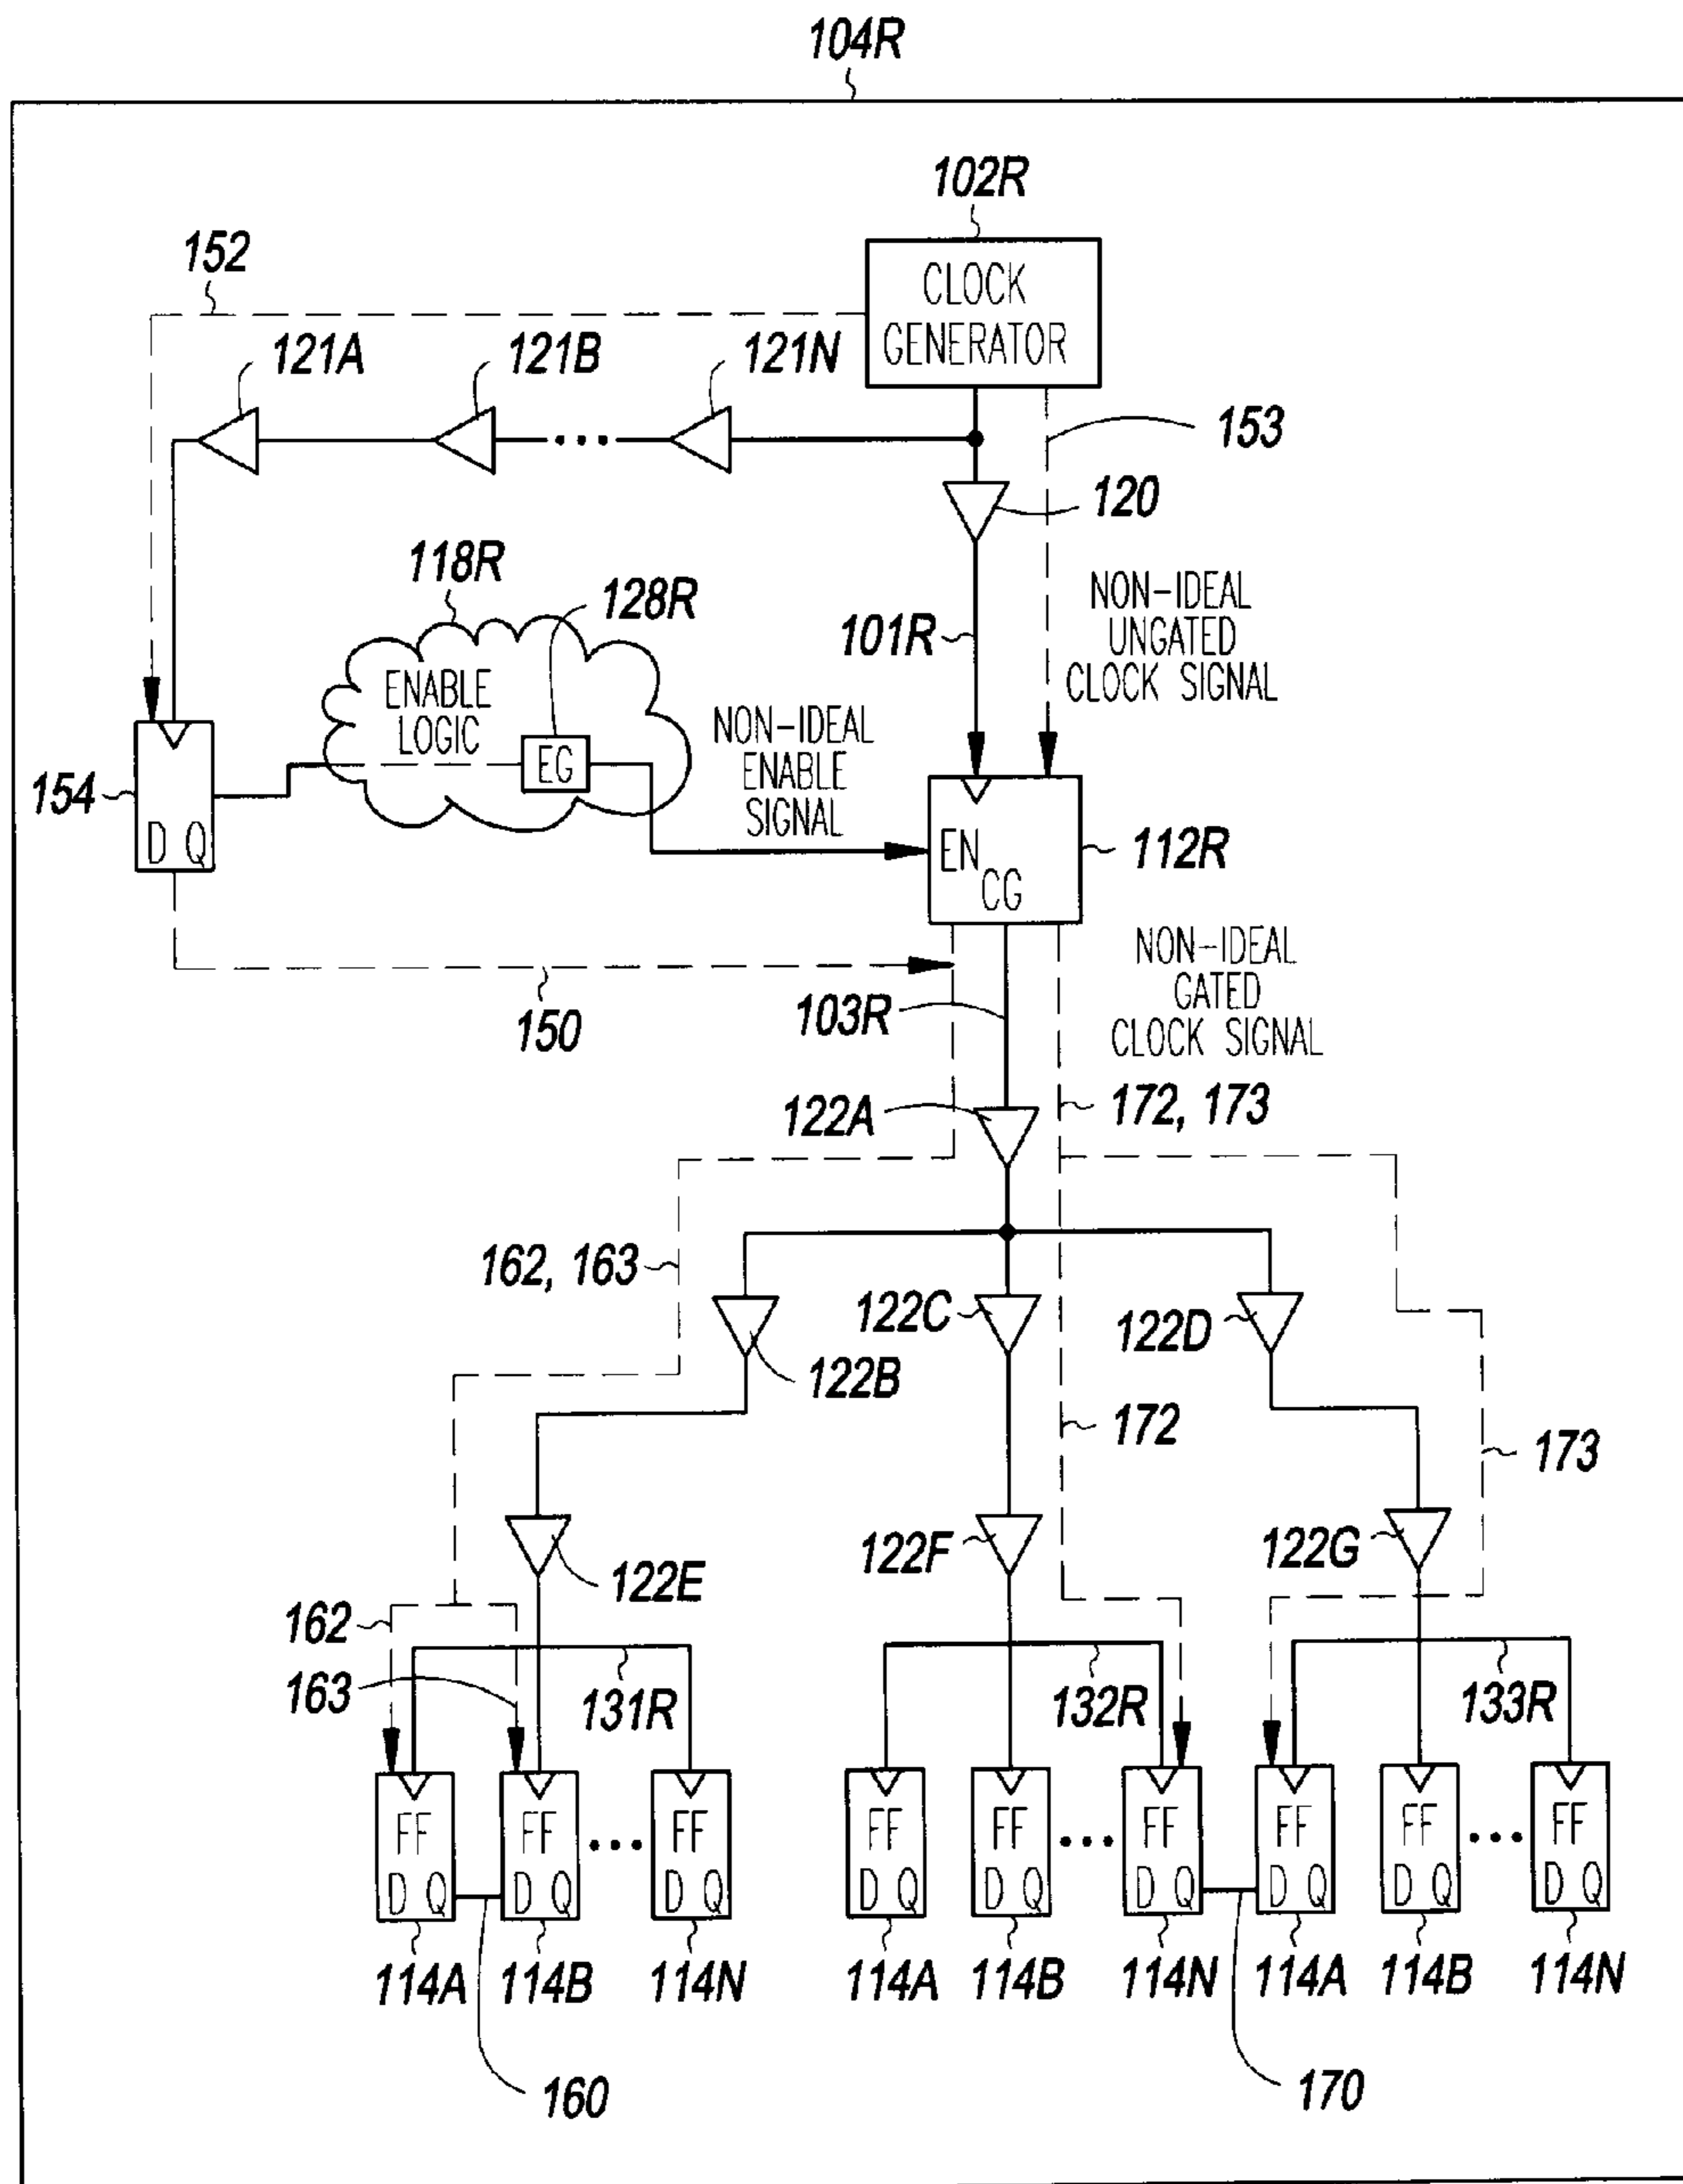 104R
102R
152
CLOCK
GENERATOR
121A
121B
121N
153
120
118R
128R
NON-IDEAL
UNGATED
CLOCK SIGNAL
101R
ENABLE
LOGIC
NON-IDEAL
ENABLE
SIGNAL
EG
154
D Q
EN
CG
112R
150
103R
NON-IDEAL
GATED
CLOCK SIGNAL
122A
172, 173
162, 163
122B
122C
122D
172
173
122E
122F
122G
162
163
131R
132R
133R
FF
D Q
FF
D Q
FF
D Q
FF
D Q
FF
D Q
FF
D Q
FF
D Q
FF
D Q
FF
D Q
114A
114B
114N
114A
114B
114N
114A
114B
114N
160
170